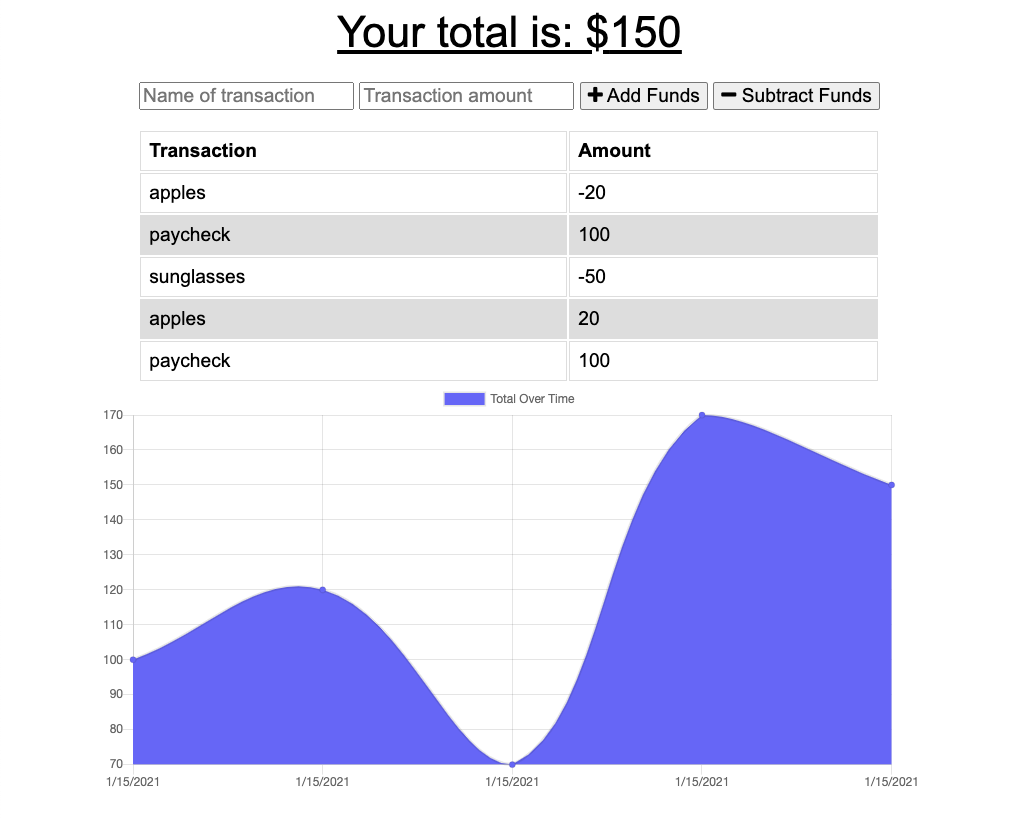 Your total is: $150
Name of transaction Transaction amount Add Funds Subtract Funds
Transaction Amount
apples -20
paycheck 100
sunglasses -50
apples 20
paycheck 100
Total Over Time
170
160
150
140
130
120
110
100
90
80
70
1/15/2021 1/15/2021 1/15/2021 1/15/2021 1/15/2021